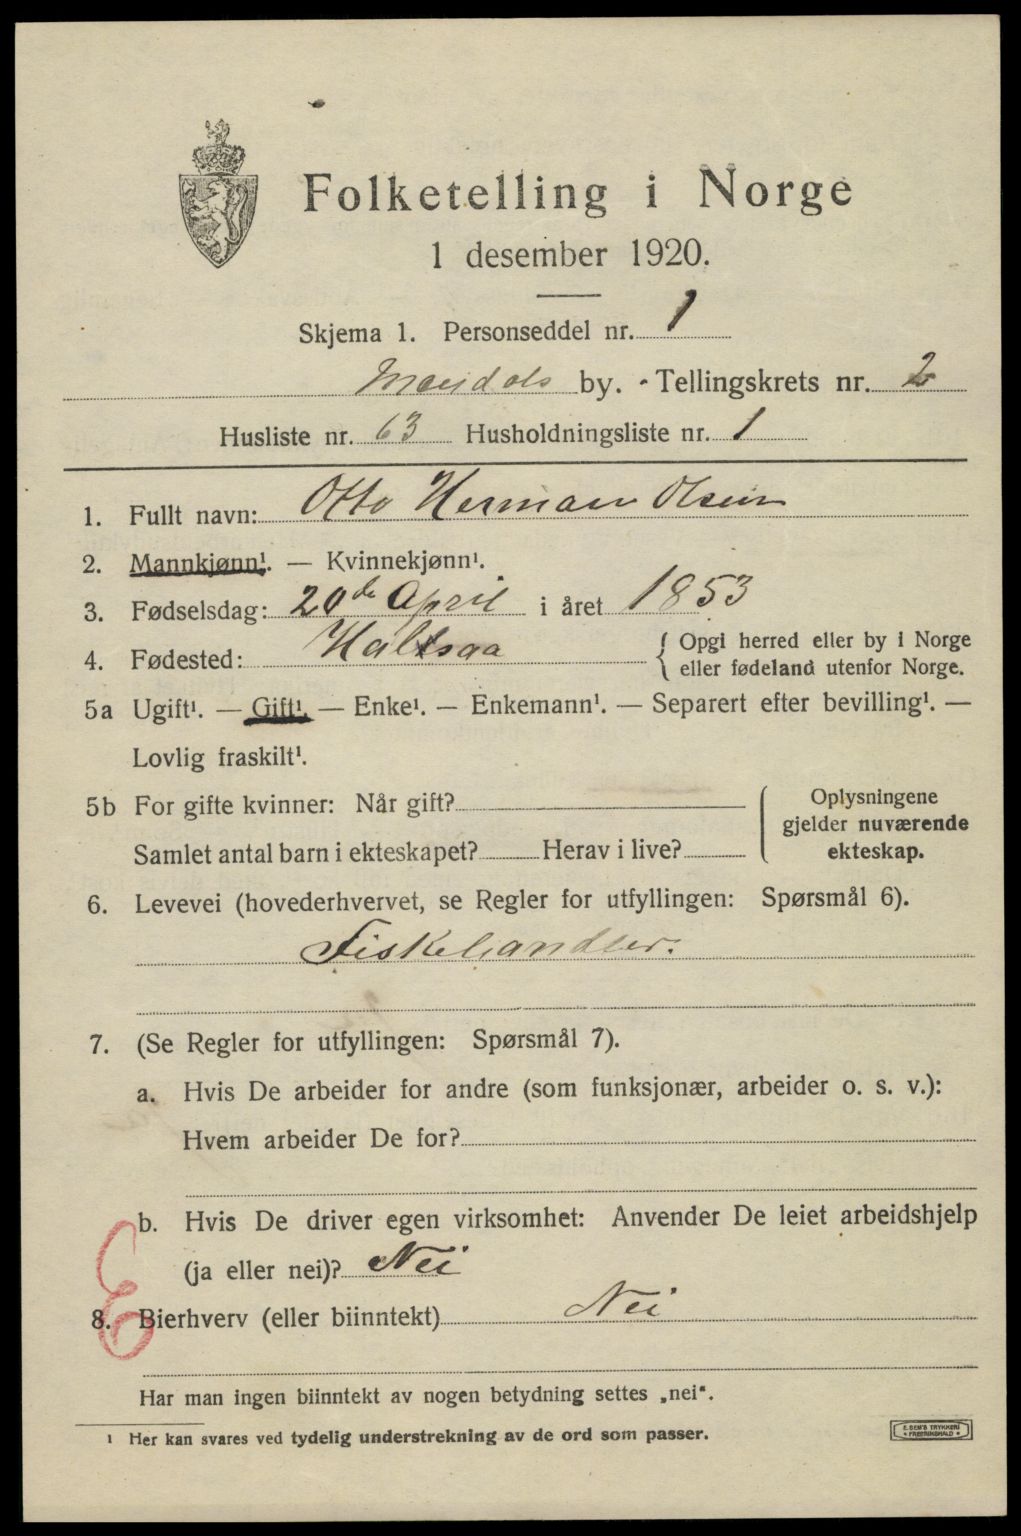 Folketelling i Norge
1 desember 1920.
Skjema 1. Personseddel nr. 1
Mandals by. - Tellingskrets nr. 2
Husliste nr. 63 Husholdningsliste nr. 1
1. Fullt navn: Otto Herman Olsen
2. Mannkjønn¹. — Kvinnekjønn¹.
3. Fødselsdag: 20de April i året 1853
4. Fødested: Halsaa { Opgi herred eller by i Norge
eller fødeland utenfor Norge.
5a Ugift¹. — Gift¹. — Enke¹. — Enkemann¹. — Separert efter bevilling¹. —
Lovlig fraskilt¹.
5b For gifte kvinner: Når gift?
Samlet antal barn i ekteskapet? Herav i live?
{ Oplysningene
gjelder nuværende
ekteskap.
6. Levevei (hovederhvervet, se Regler for utfyllingen: Spørsmål 6).
Fiskehandler.
7. (Se Regler for utfyllingen: Spørsmål 7).
a. Hvis De arbeider for andre (som funksjonær, arbeider o. s. v.):
Hvem arbeider De for?
b. Hvis De driver egen virksomhet: Anvender De leiet arbeidshjelp
(ja eller nei)? Nei
E
8. Bierhverv (eller biinntekt) Nei
Har man ingen biinntekt av nogen betydning settes „nei".
¹ Her kan svares ved tydelig understrekning av de ord som passer.
E. SEM'S TRYKKERI
* FREDRIKSHALD *